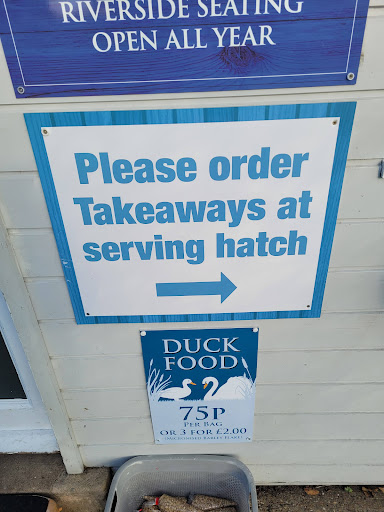 RIVERSIDE SEATING
OPEN ALL YEAR
Please order
Takeaways at
serving hatch
DUCK
FOOD
75P
PER BAG
OR 3 FOR £2.00
BARLEY